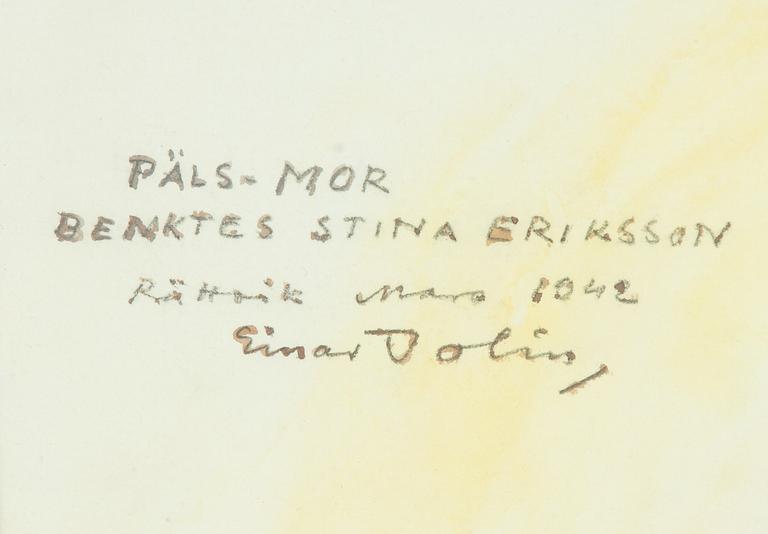 PÄLS-MOR
BENKTES STINA ERIKSSON
Rättvik Mars 1942
Einar Jolin